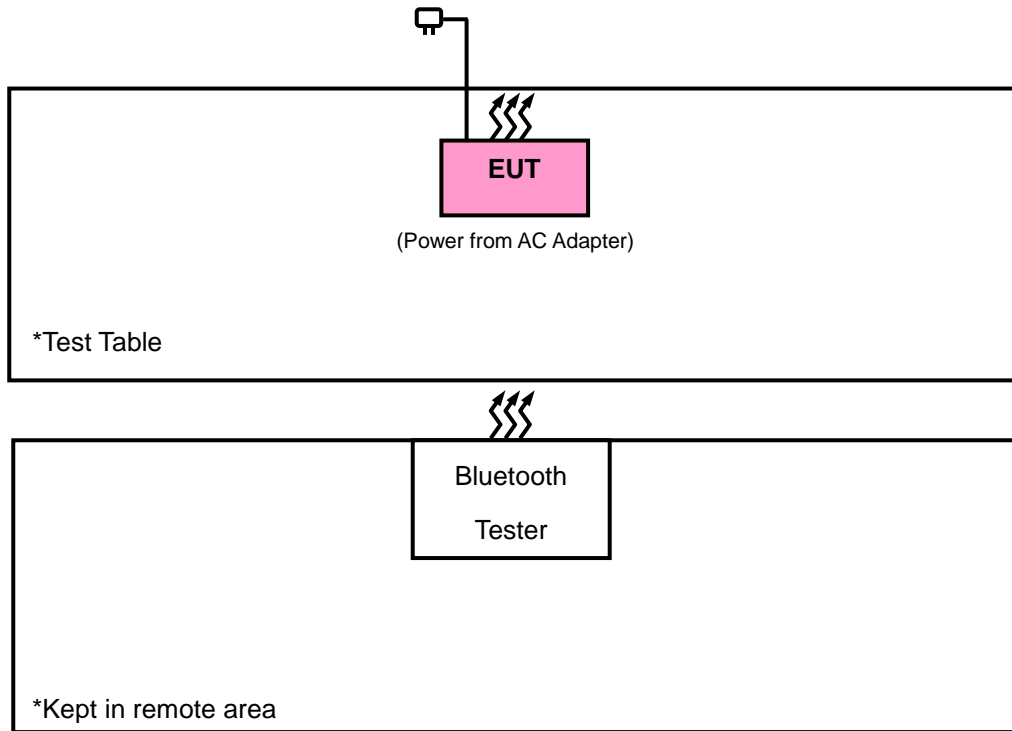 EUT
(Power from AC Adapter)
*Test Table
Bluetooth
Tester
*Kept in remote area